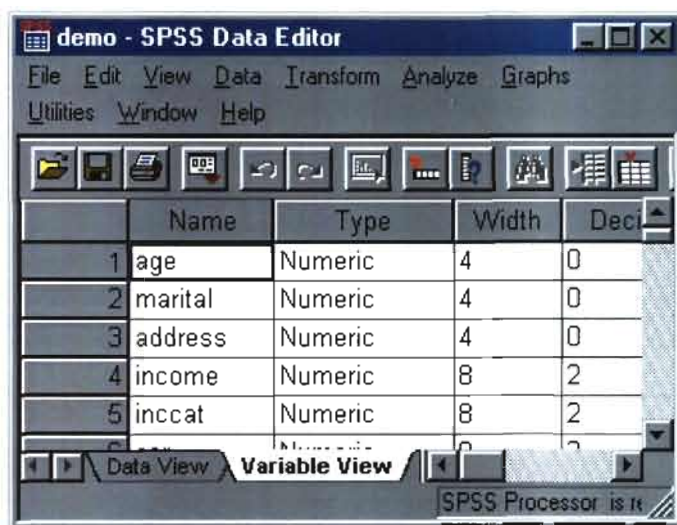 demo - SPSS Data Editor
File Edit View Data Transform Analyze Graphs
Utilities Window Help
Name Type Width Deci
1 age Numeric 4 0
2 marital Numeric 4 0
3 address Numeric 4 0
4 income Numeric 8 2
5 inccat Numeric 8 2
Data View Variable View
SPSS Processor is re